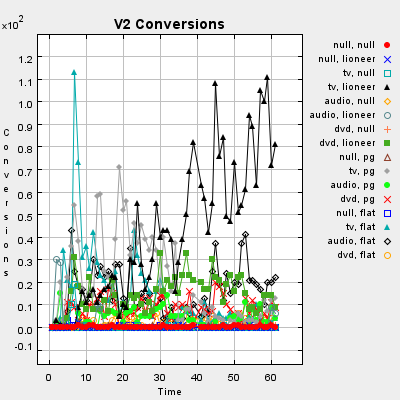 V2 Conversions
x10^2
1.2
1.1
1.0
0.9
0.8
0.7
0.6
0.5
0.4
0.3
0.2
0.1
0.0
-0.1
Conversions
0 10 20 30 40 50 60
Time
null, null
null, lioneer
tv, null
tv, lioneer
audio, null
audio, lioneer
dvd, null
dvd, lioneer
null, pg
tv, pg
audio, pg
dvd, pg
null, flat
tv, flat
audio, flat
dvd, flat